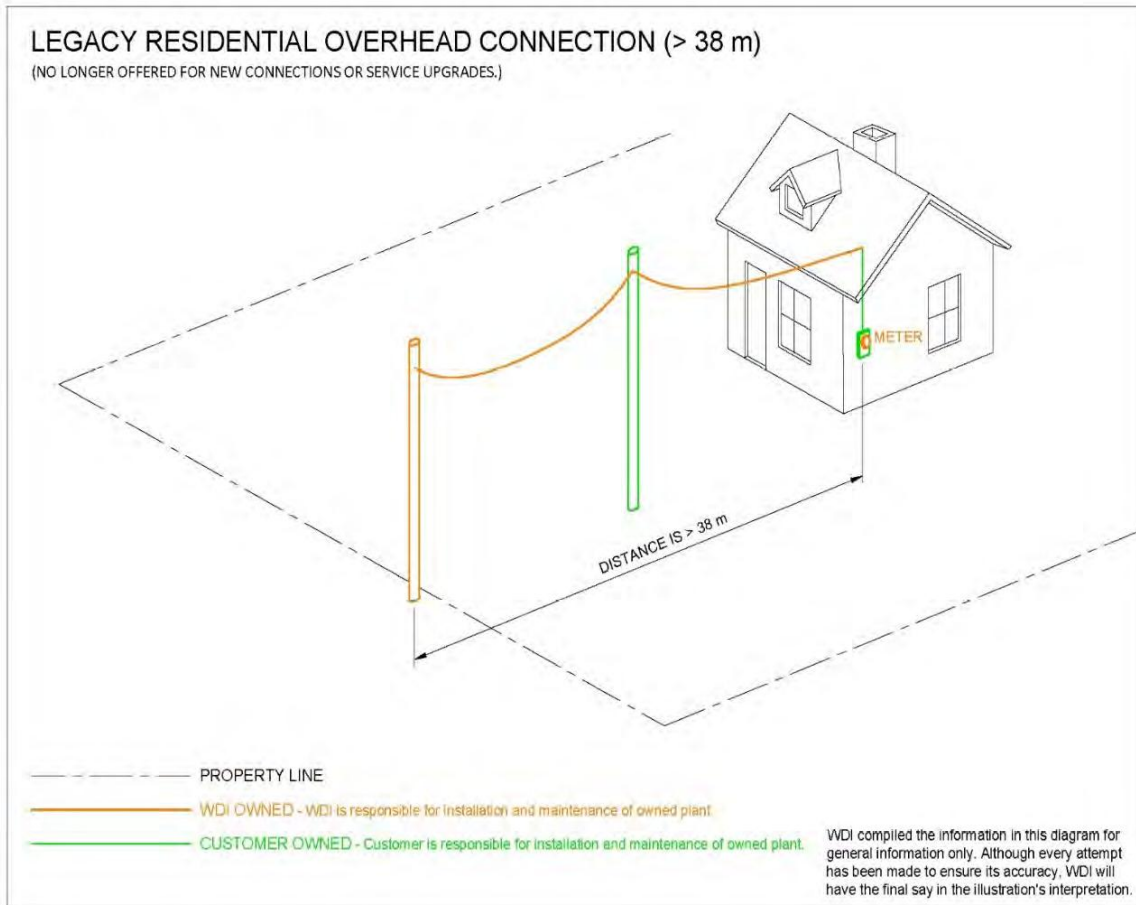 LEGACY RESIDENTIAL OVERHEAD CONNECTION (> 38 m)
(NO LONGER OFFERED FOR NEW CONNECTIONS OR SERVICE UPGRADES.)
METER
DISTANCE IS > 38 m
PROPERTY LINE
WDI OWNED - WDI is responsible for installation and maintenance of owned plant
CUSTOMER OWNED - Customer is responsible for installation and maintenance of owned plant.
WDI compiled the information in this diagram for
general information only. Although every attempt
has been made to ensure its accuracy, WDI will
have the final say in the illustration's interpretation.